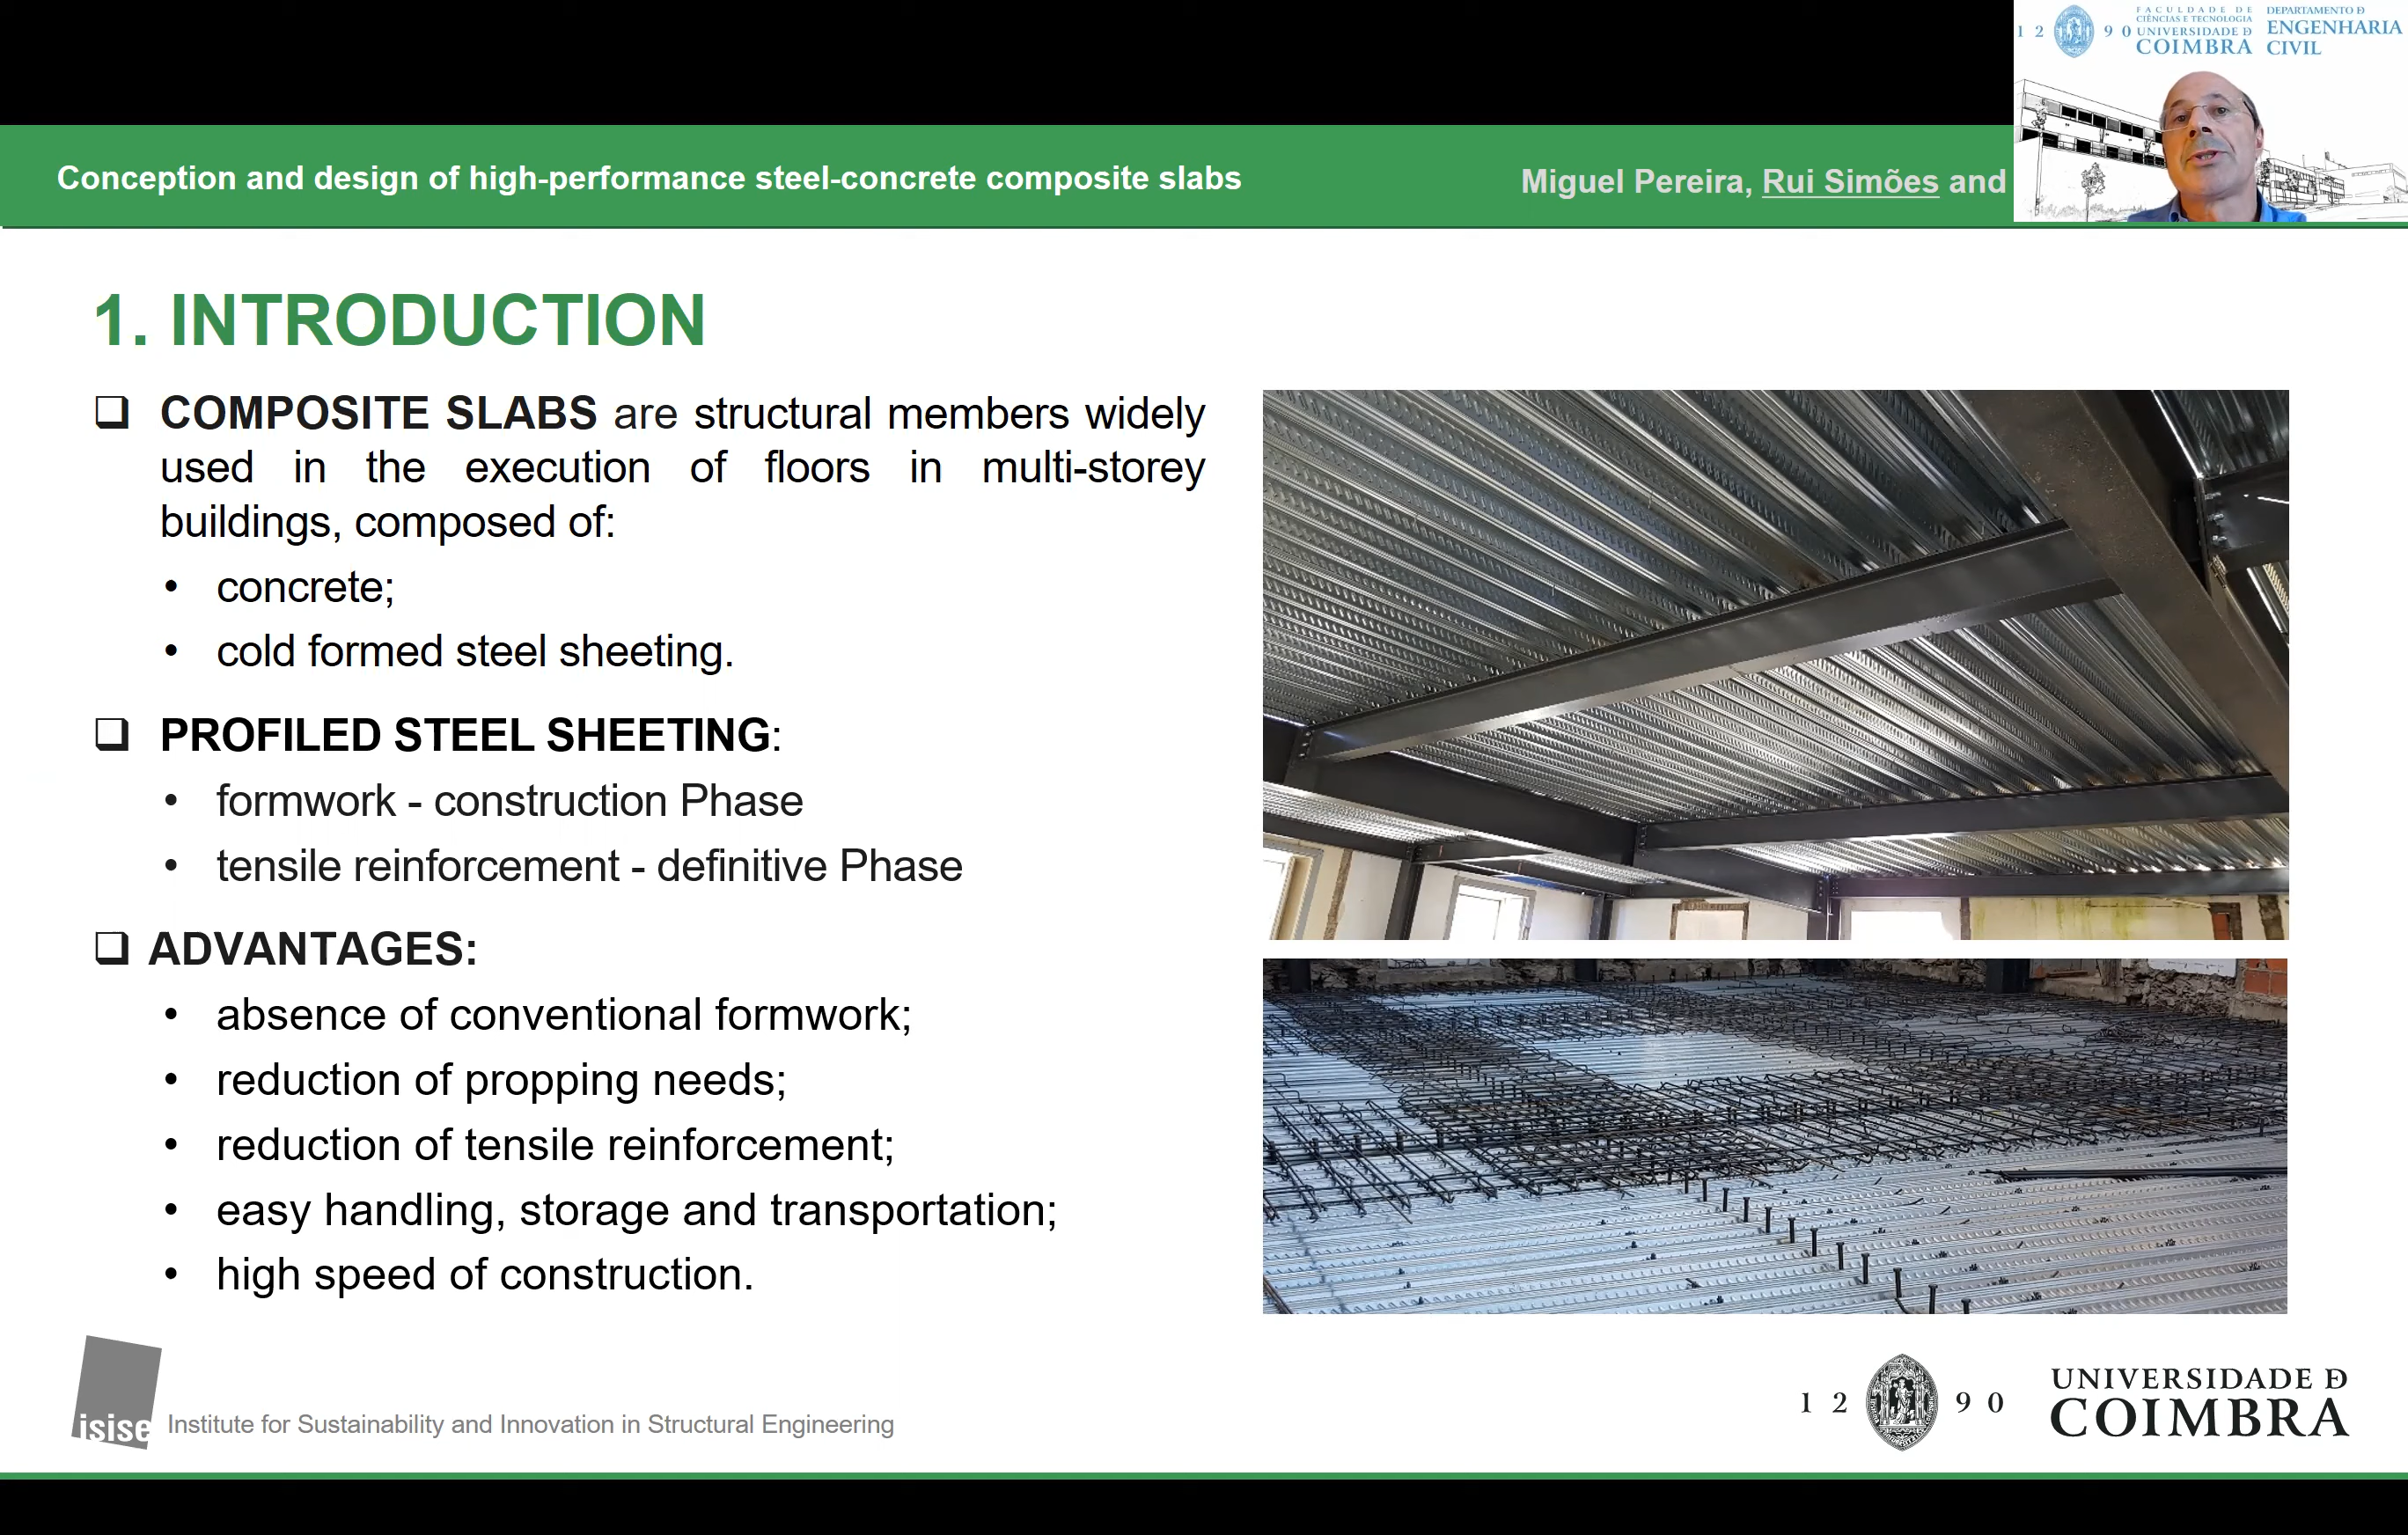 1 2 9 0
FACULDADE DE
CIÊNCIAS E TECNOLOGIA
UNIVERSIDADE Ð
COIMBRA
DEPARTAMENTO Ð
ENGENHARIA
CIVIL
Conception and design of high-performance steel-concrete composite slabs
Miguel Pereira, Rui Simões and
1. INTRODUCTION
❑ COMPOSITE SLABS are structural members widely
used in the execution of floors in multi-storey
buildings, composed of:
• concrete;
• cold formed steel sheeting.
❑ PROFILED STEEL SHEETING:
• formwork - construction Phase
• tensile reinforcement - definitive Phase
❑ ADVANTAGES:
• absence of conventional formwork;
• reduction of propping needs;
• reduction of tensile reinforcement;
• easy handling, storage and transportation;
• high speed of construction.
isise Institute for Sustainability and Innovation in Structural Engineering
1 2 9 0
UNIVERSIDADE Ð
COIMBRA